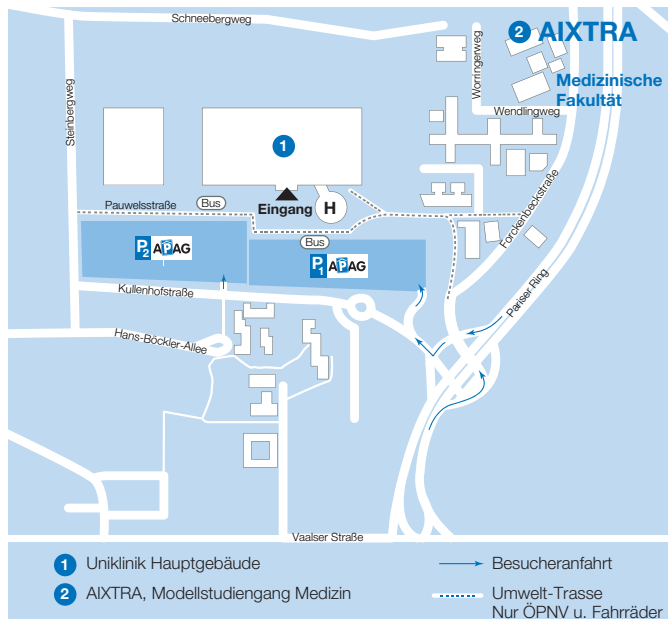 Schneebergweg
2 AIXTRA
Medizinische
Fakultät
Worringerweg
Wendlingweg
Steinbergweg
1
Pauwelsstraße
Bus
Eingang
H
Forckenbeckstraße
Bus
P2 APAG
P1 APAG
Pariser Ring
Kullenhofstraße
Hans-Böckler-Allee
Vaalser Straße
1 Uniklinik Hauptgebäude
Besucheranfahrt
2 AIXTRA, Modellstudiengang Medizin
Umwelt-Trasse
Nur ÖPNV u. Fahrräder